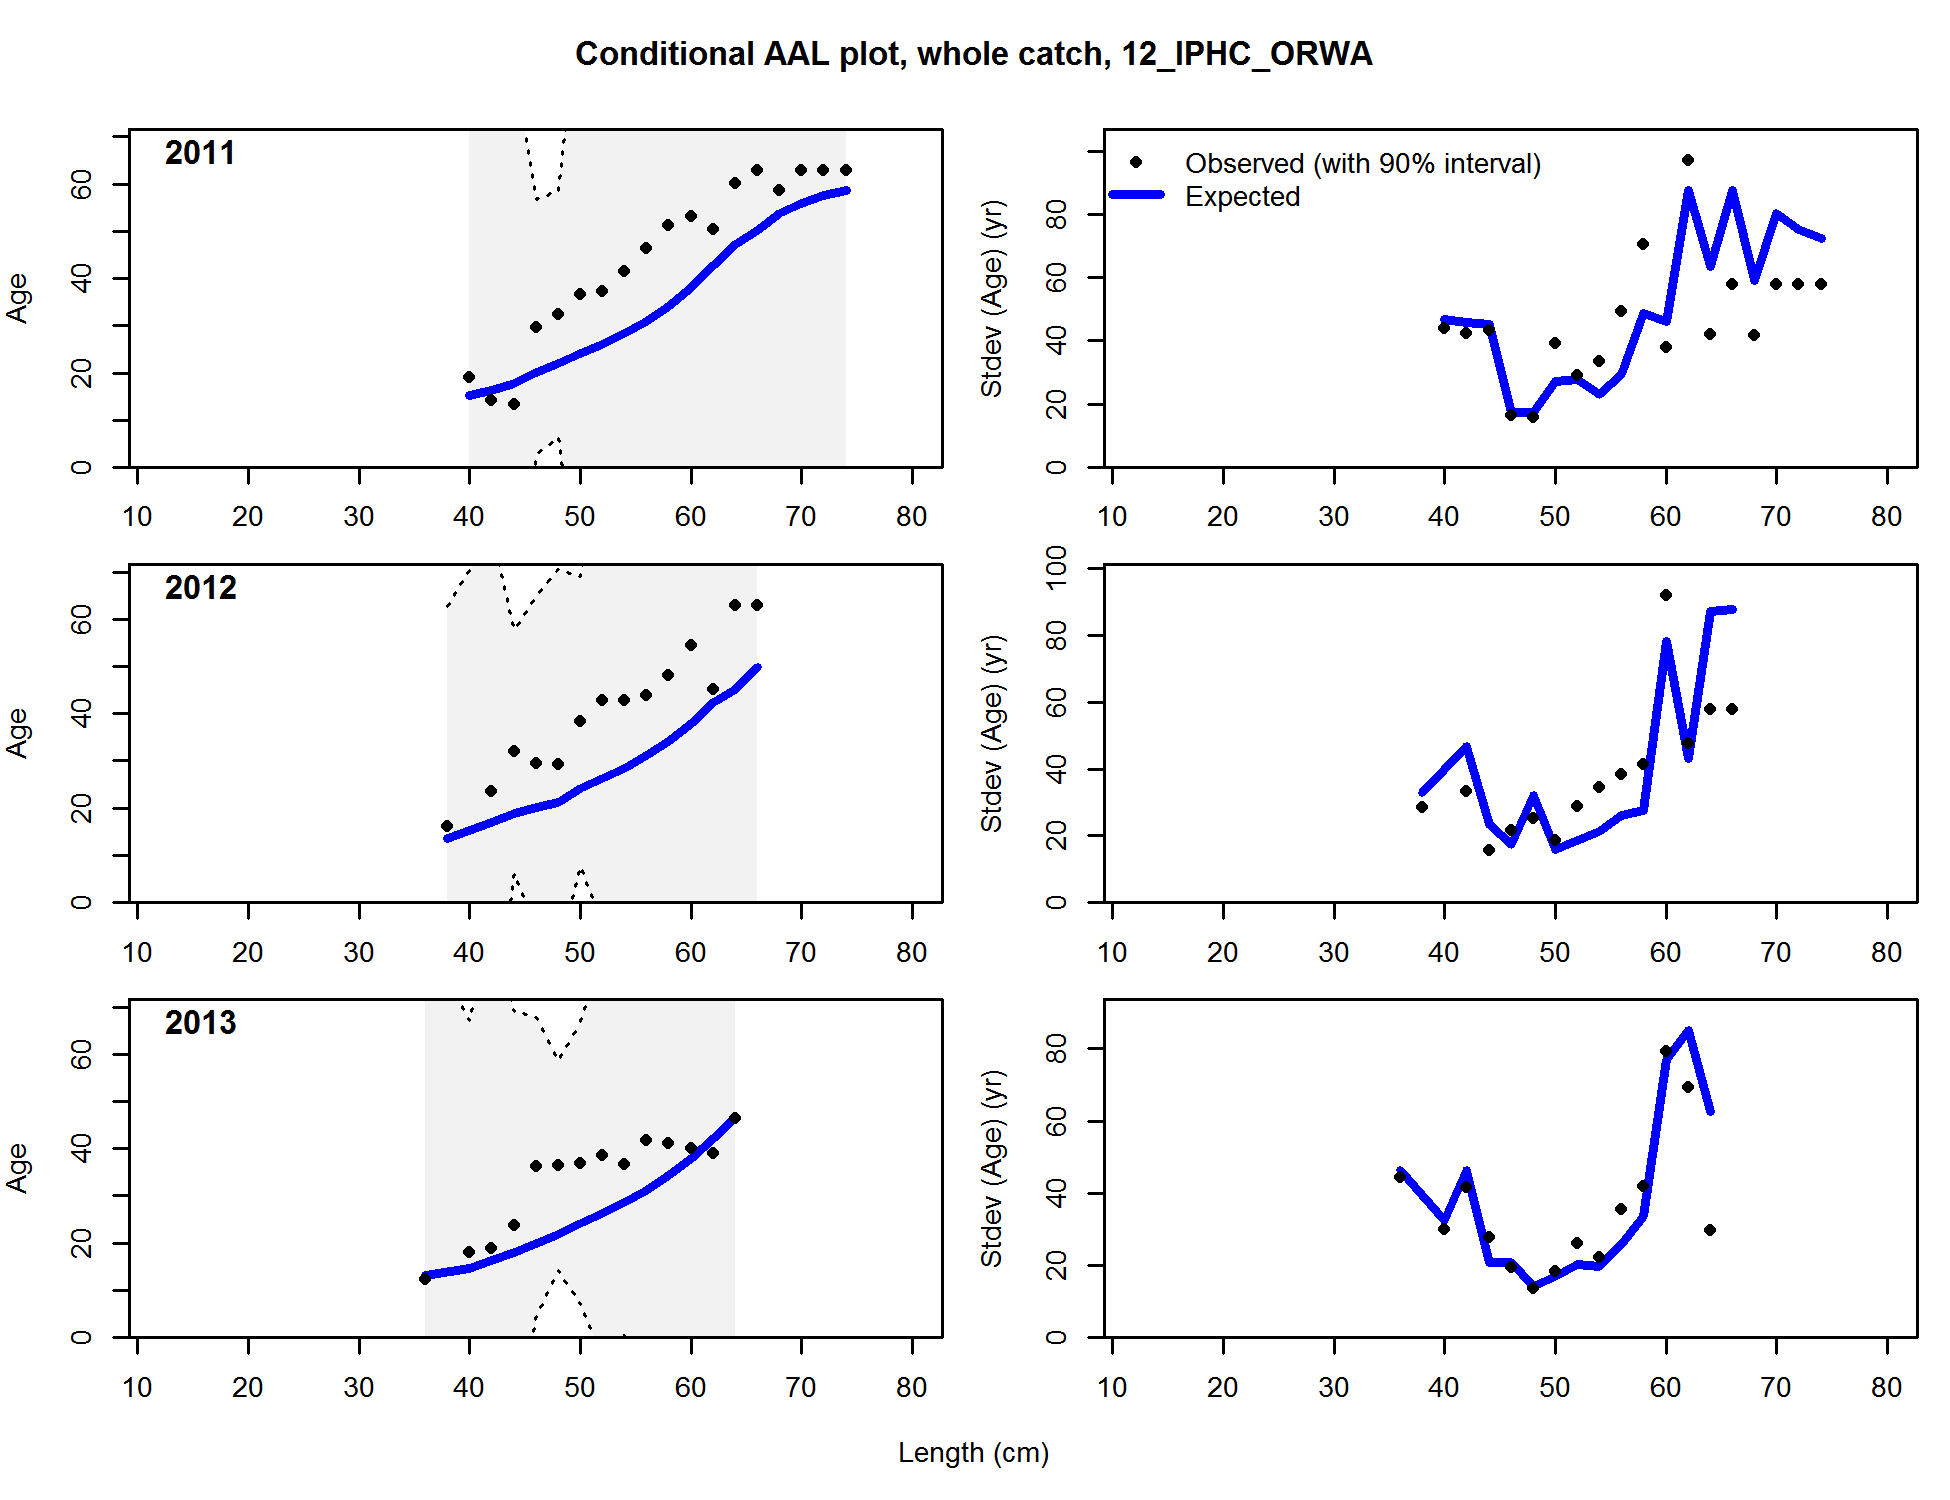 Conditional AAL plot, whole catch, 12_IPHC_ORWA
2011
Age
0 20 40 60
10 20 30 40 50 60 70 80
Observed (with 90% interval)
Expected
Stdev (Age) (yr)
0 20 40 60 80
10 20 30 40 50 60 70 80
2012
Age
0 20 40 60
10 20 30 40 50 60 70 80
Stdev (Age) (yr)
0 20 40 60 80 100
10 20 30 40 50 60 70 80
2013
Age
0 20 40 60
10 20 30 40 50 60 70 80
Stdev (Age) (yr)
0 20 40 60 80
10 20 30 40 50 60 70 80
Length (cm)